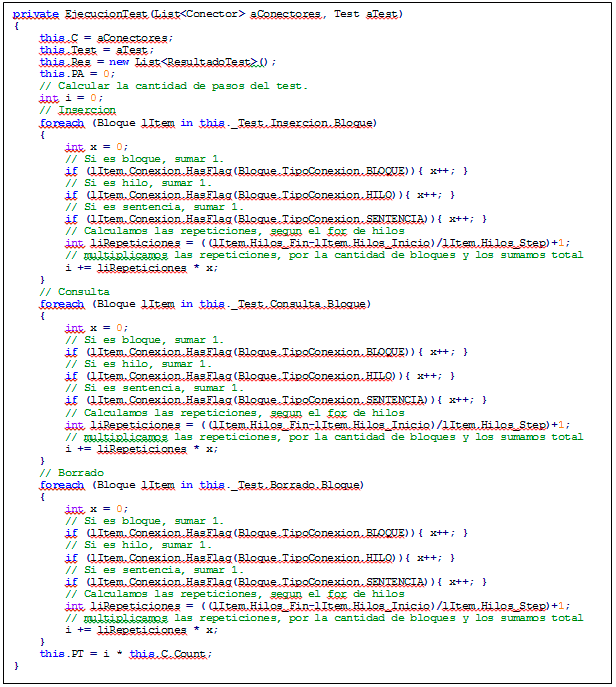 private EjecucionTest(List<Conector> aConectores, Test aTest)
{
this.C = aConectores;
this.Test = aTest;
this.Res = new List<ResultadoTest>();
this.PA = 0;
// Calcular la cantidad de pasos del test.
int i = 0;
// Insercion
foreach (Bloque lItem in this._Test.Insercion.Bloque)
{
int x = 0;
// Si es bloque, sumar 1.
if (lItem.Conexion.HasFlag(Bloque.TipoConexion.BLOQUE)){ x++; }
// Si es hilo, sumar 1.
if (lItem.Conexion.HasFlag(Bloque.TipoConexion.HILO)){ x++; }
// Si es sentencia, sumar 1.
if (lItem.Conexion.HasFlag(Bloque.TipoConexion.SENTENCIA)){ x++; }
// Calculamos las repeticiones, segun el for de hilos
int liRepeticiones = ((lItem.Hilos_Fin-lItem.Hilos_Inicio)/lItem.Hilos_Step)+1;
// multiplicamos las repeticiones, por la cantidad de bloques y los sumamos total
i += liRepeticiones * x;
}
// Consulta
foreach (Bloque lItem in this._Test.Consulta.Bloque)
{
int x = 0;
// Si es bloque, sumar 1.
if (lItem.Conexion.HasFlag(Bloque.TipoConexion.BLOQUE)){ x++; }
// Si es hilo, sumar 1.
if (lItem.Conexion.HasFlag(Bloque.TipoConexion.HILO)){ x++; }
// Si es sentencia, sumar 1.
if (lItem.Conexion.HasFlag(Bloque.TipoConexion.SENTENCIA)){ x++; }
// Calculamos las repeticiones, segun el for de hilos
int liRepeticiones = ((lItem.Hilos_Fin-lItem.Hilos_Inicio)/lItem.Hilos_Step)+1;
// multiplicamos las repeticiones, por la cantidad de bloques y los sumamos total
i += liRepeticiones * x;
}
// Borrado
foreach (Bloque lItem in this._Test.Borrado.Bloque)
{
int x = 0;
// Si es bloque, sumar 1.
if (lItem.Conexion.HasFlag(Bloque.TipoConexion.BLOQUE)){ x++; }
// Si es hilo, sumar 1.
if (lItem.Conexion.HasFlag(Bloque.TipoConexion.HILO)){ x++; }
// Si es sentencia, sumar 1.
if (lItem.Conexion.HasFlag(Bloque.TipoConexion.SENTENCIA)){ x++; }
// Calculamos las repeticiones, segun el for de hilos
int liRepeticiones = ((lItem.Hilos_Fin-lItem.Hilos_Inicio)/lItem.Hilos_Step)+1;
// multiplicamos las repeticiones, por la cantidad de bloques y los sumamos total
i += liRepeticiones * x;
}
this.PT = i * this.C.Count;
}